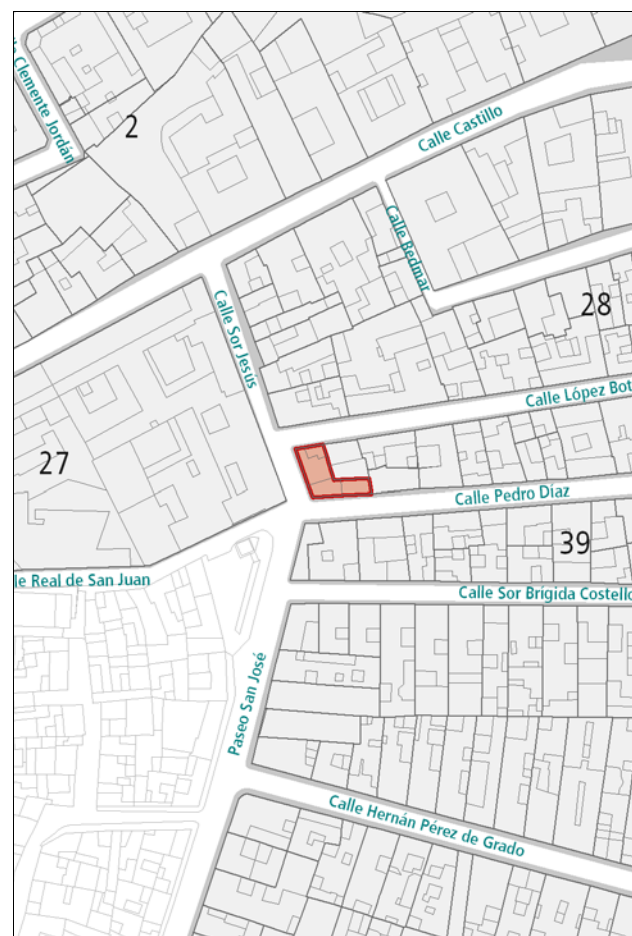 Clemente Jordán
2
Calle Castillo
Calle Bedmar
28
Calle Sor Jesús
Calle López Bot
27
Calle Pedro Díaz
39
le Real de San Juan
Calle Sor Brígida Costello
Paseo San José
Calle Hernán Pérez de Grado